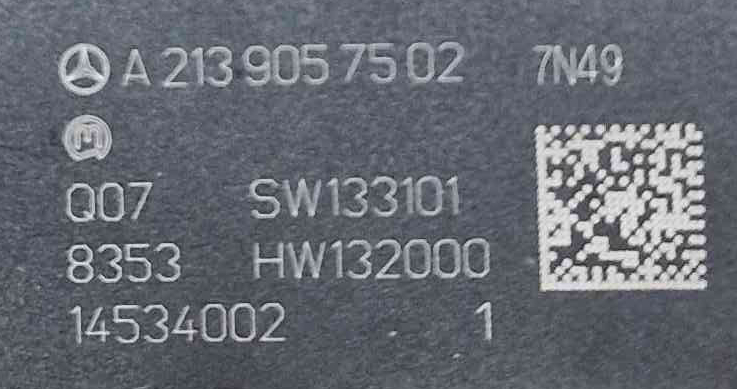 A 213 905 75 02 7N49
M
Q07 SW133101
8353 HW132000
14534002 . 1